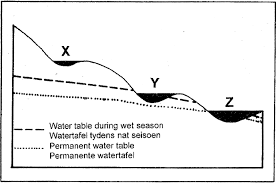 X
Y
Z
Water table during wet season
Watertafel tydens nat seisoen
Permanent water table
Permanente watertafel